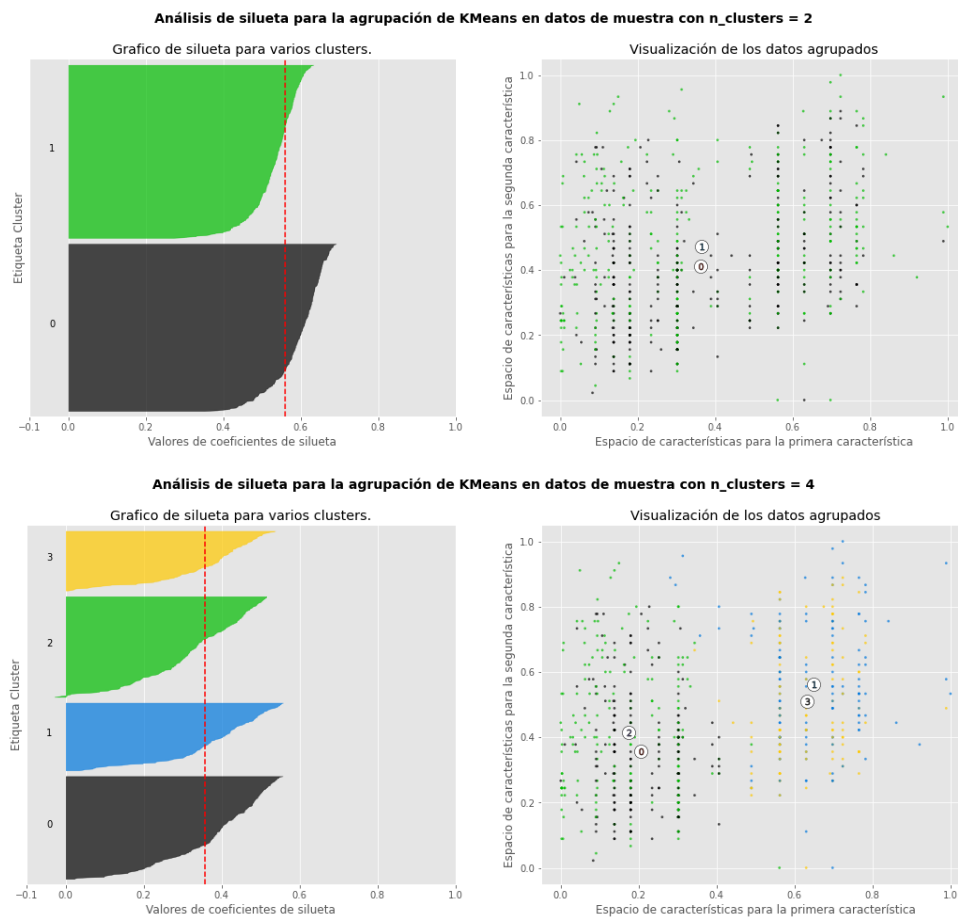 Análisis de silueta para la agrupación de KMeans en datos de muestra con n_clusters = 2
Grafico de silueta para varios clusters.
Etiqueta Cluster
1
0
−0.1 0.0 0.2 0.4 0.6 0.8 1.0
Valores de coeficientes de silueta
Visualización de los datos agrupados
Espacio de características para la segunda característica
1.0
0.8
0.6
0.4
0.2
0.0
1
0
0.0 0.2 0.4 0.6 0.8 1.0
Espacio de características para la primera característica
Análisis de silueta para la agrupación de KMeans en datos de muestra con n_clusters = 4
Grafico de silueta para varios clusters.
Etiqueta Cluster
3
2
1
0
−0.1 0.0 0.2 0.4 0.6 0.8 1.0
Valores de coeficientes de silueta
Visualización de los datos agrupados
Espacio de características para la segunda característica
1.0
0.8
0.6
0.4
0.2
0.0
1
3
2
0
0.0 0.2 0.4 0.6 0.8 1.0
Espacio de características para la primera característica